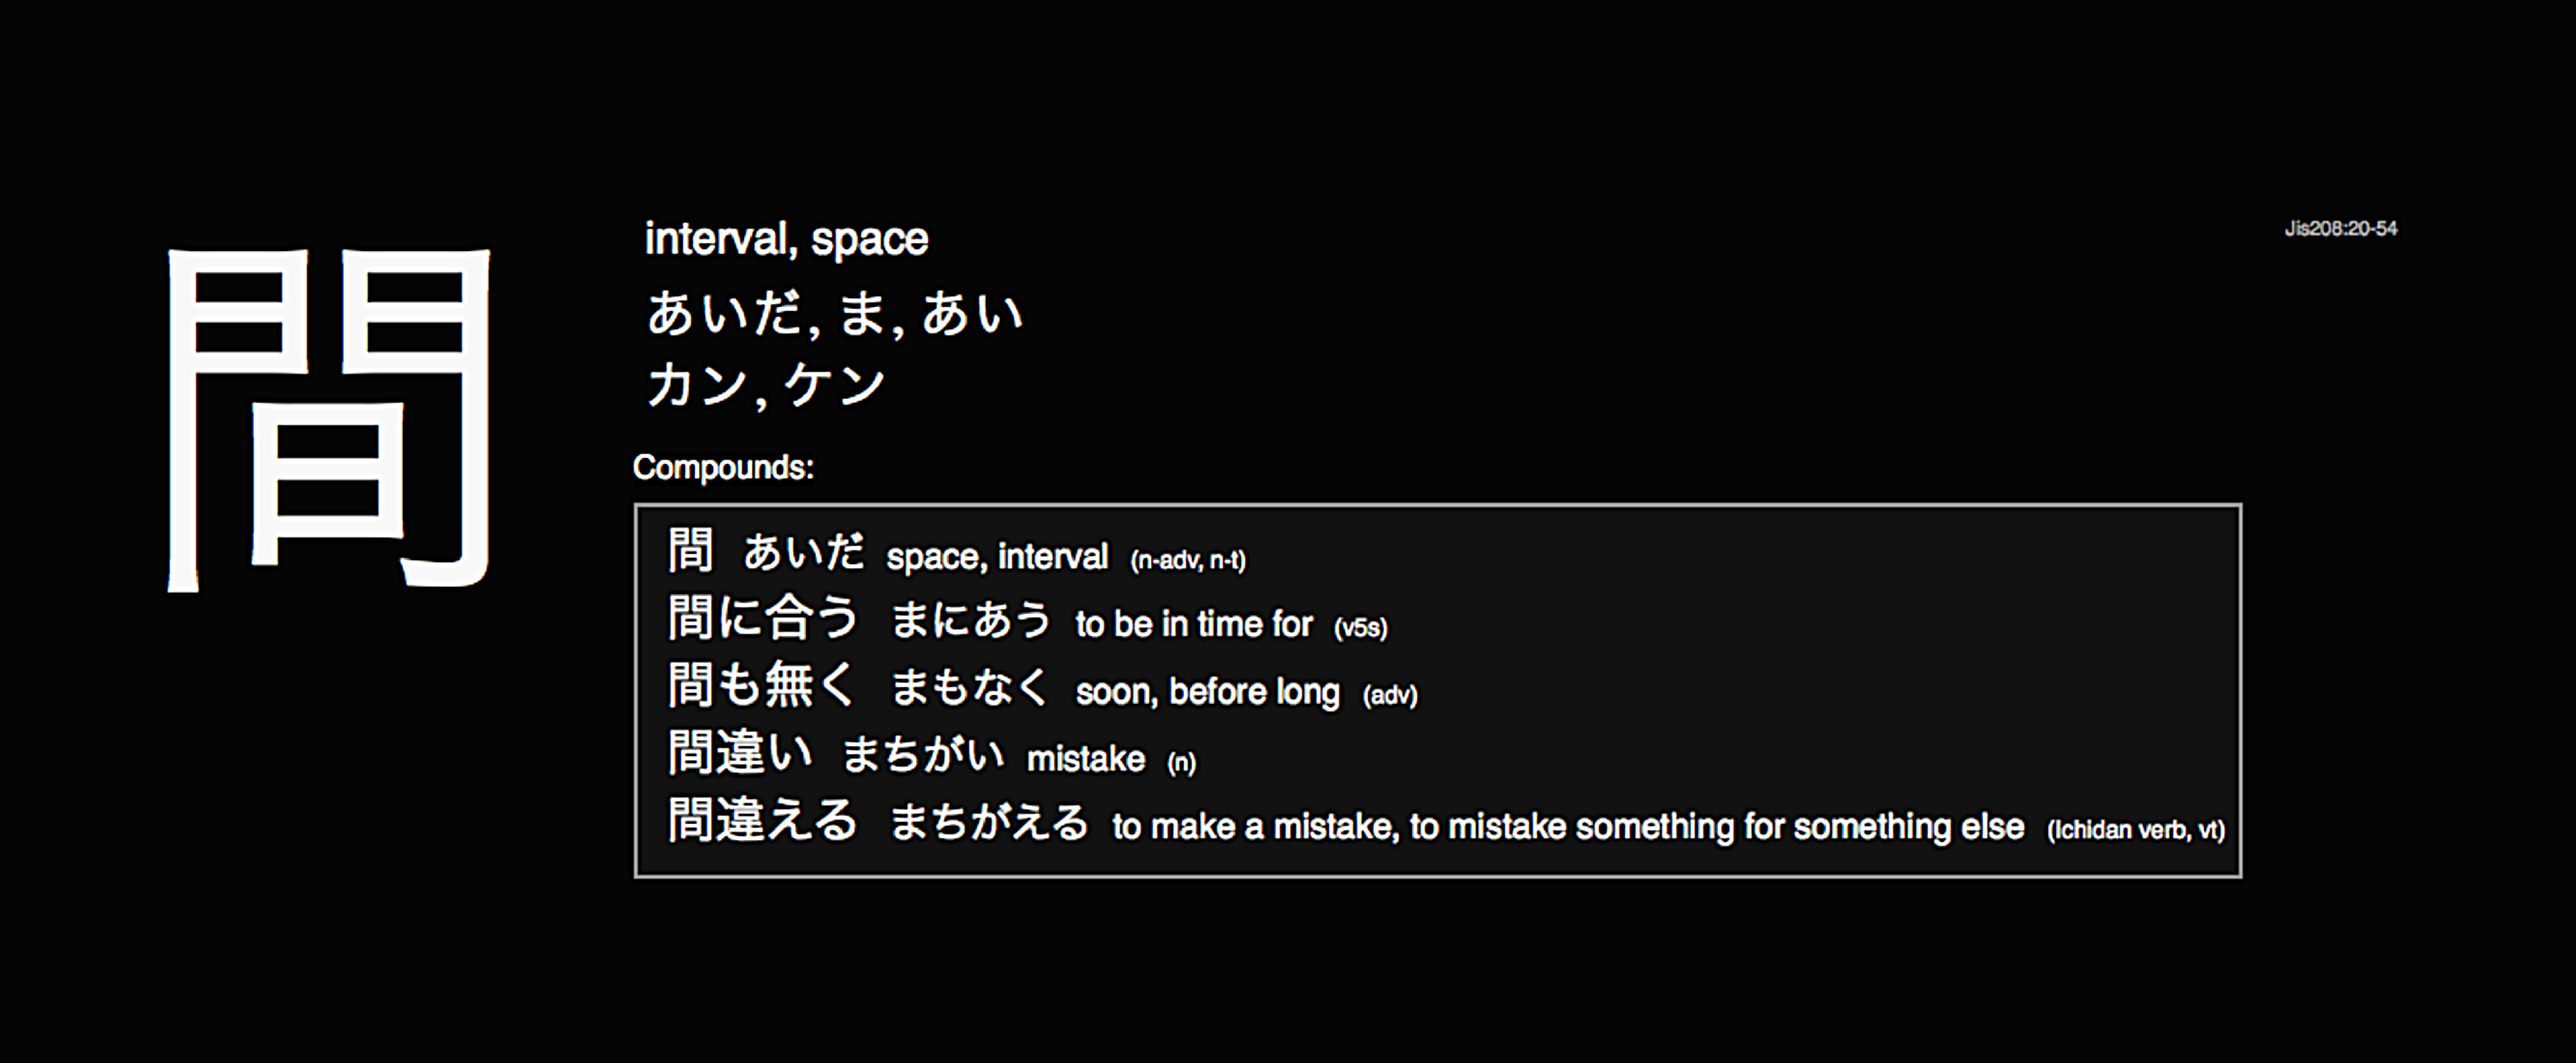 間
interval, space
Jis208:20-54
あいだ, ま, あい
カン, ケン
Compounds:
間 あいだ space, interval (n-adv, n-t)
間に合う まにあう to be in time for (v5s)
間も無く まもなく soon, before long (adv)
間違い まちがい mistake (n)
間違える まちがえる to make a mistake, to mistake something for something else (Ichidan verb, vt)